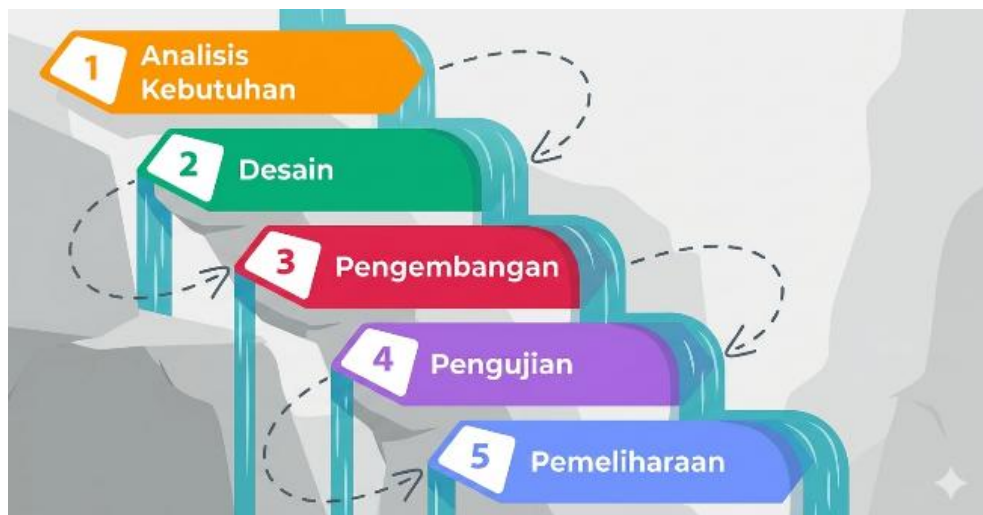 1
Analisis
Kebutuhan
2
Desain
3
Pengembangan
4
Pengujian
5
Pemeliharaan